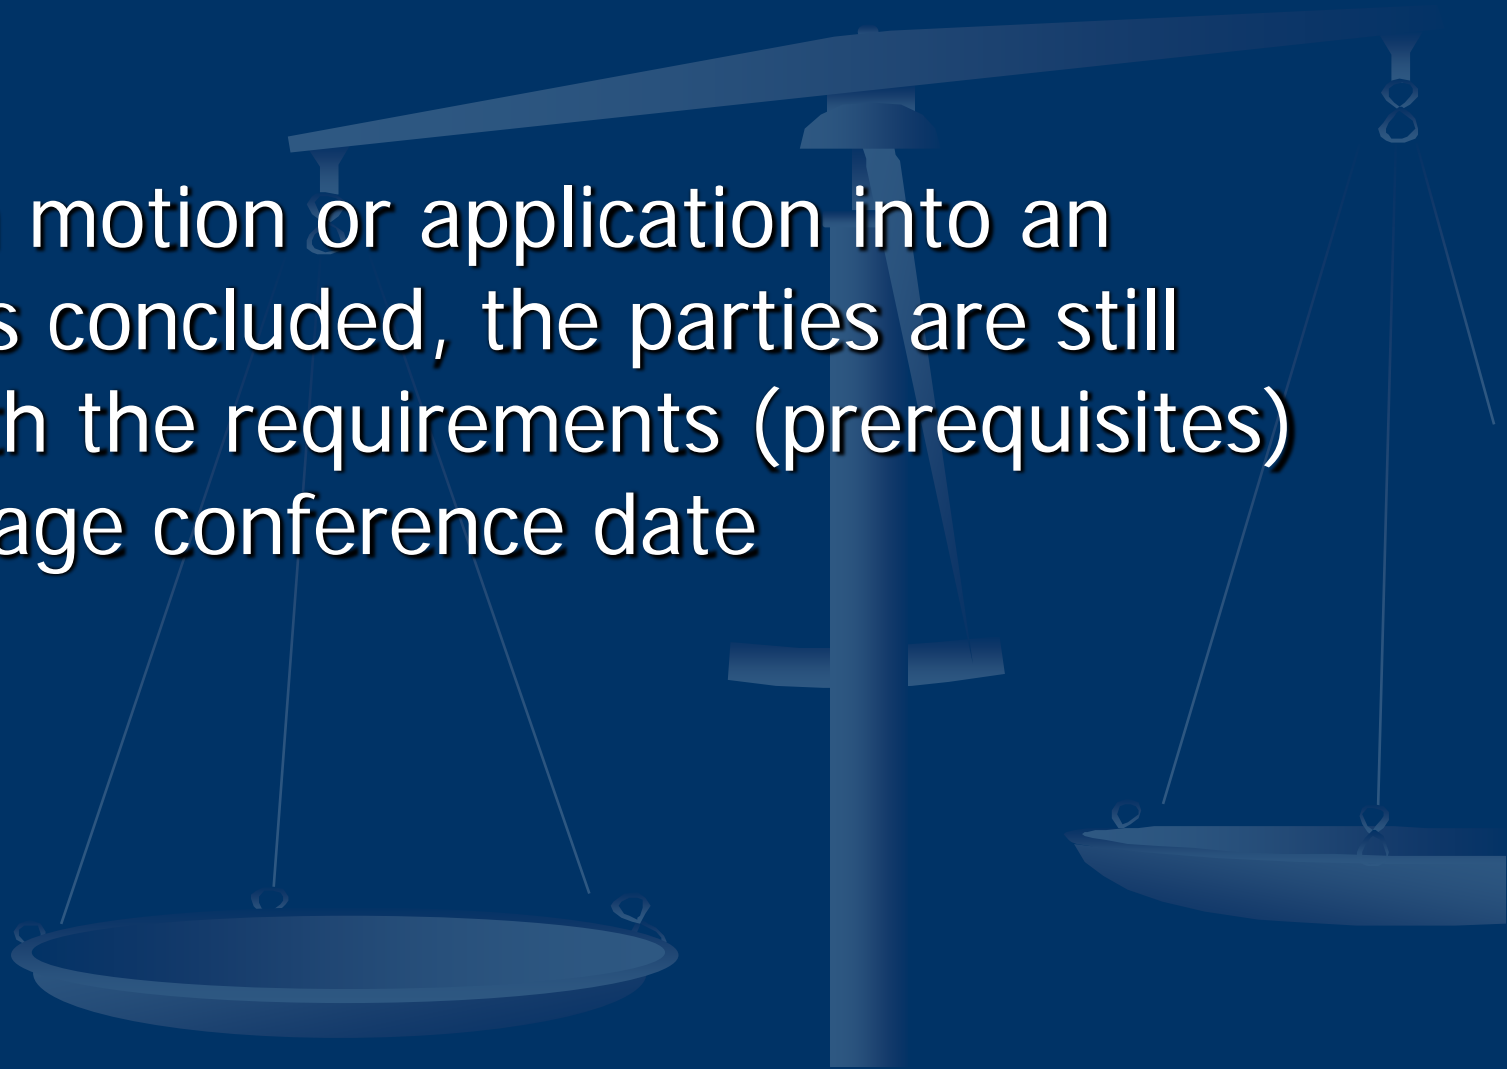 motion or application into an
s concluded, the parties are still
h the requirements (prerequisites)
age conference date